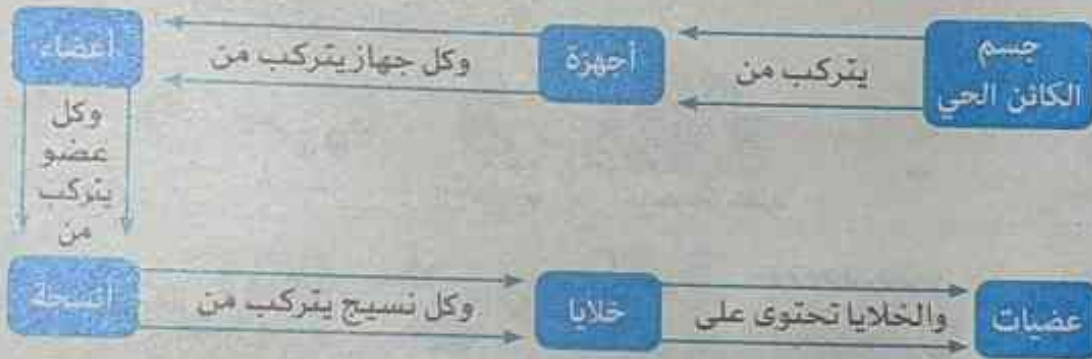 جسم
الكائن الحي
يتركب من
أجهزة
وكل جهاز يتركب من
أعضاء
وكل
عضو
يتركب
من
أنسجة
وكل نسيج يتركب من
خلايا
والخلايا تحتوى على
عضيات